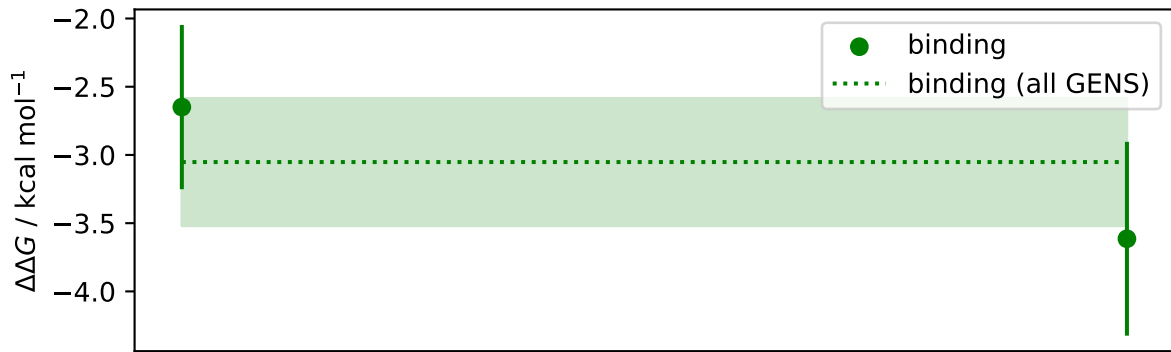 −2.0
−2.5
−3.0
−3.5
−4.0
ΔΔG / kcal mol⁻¹
binding
binding (all GENS)